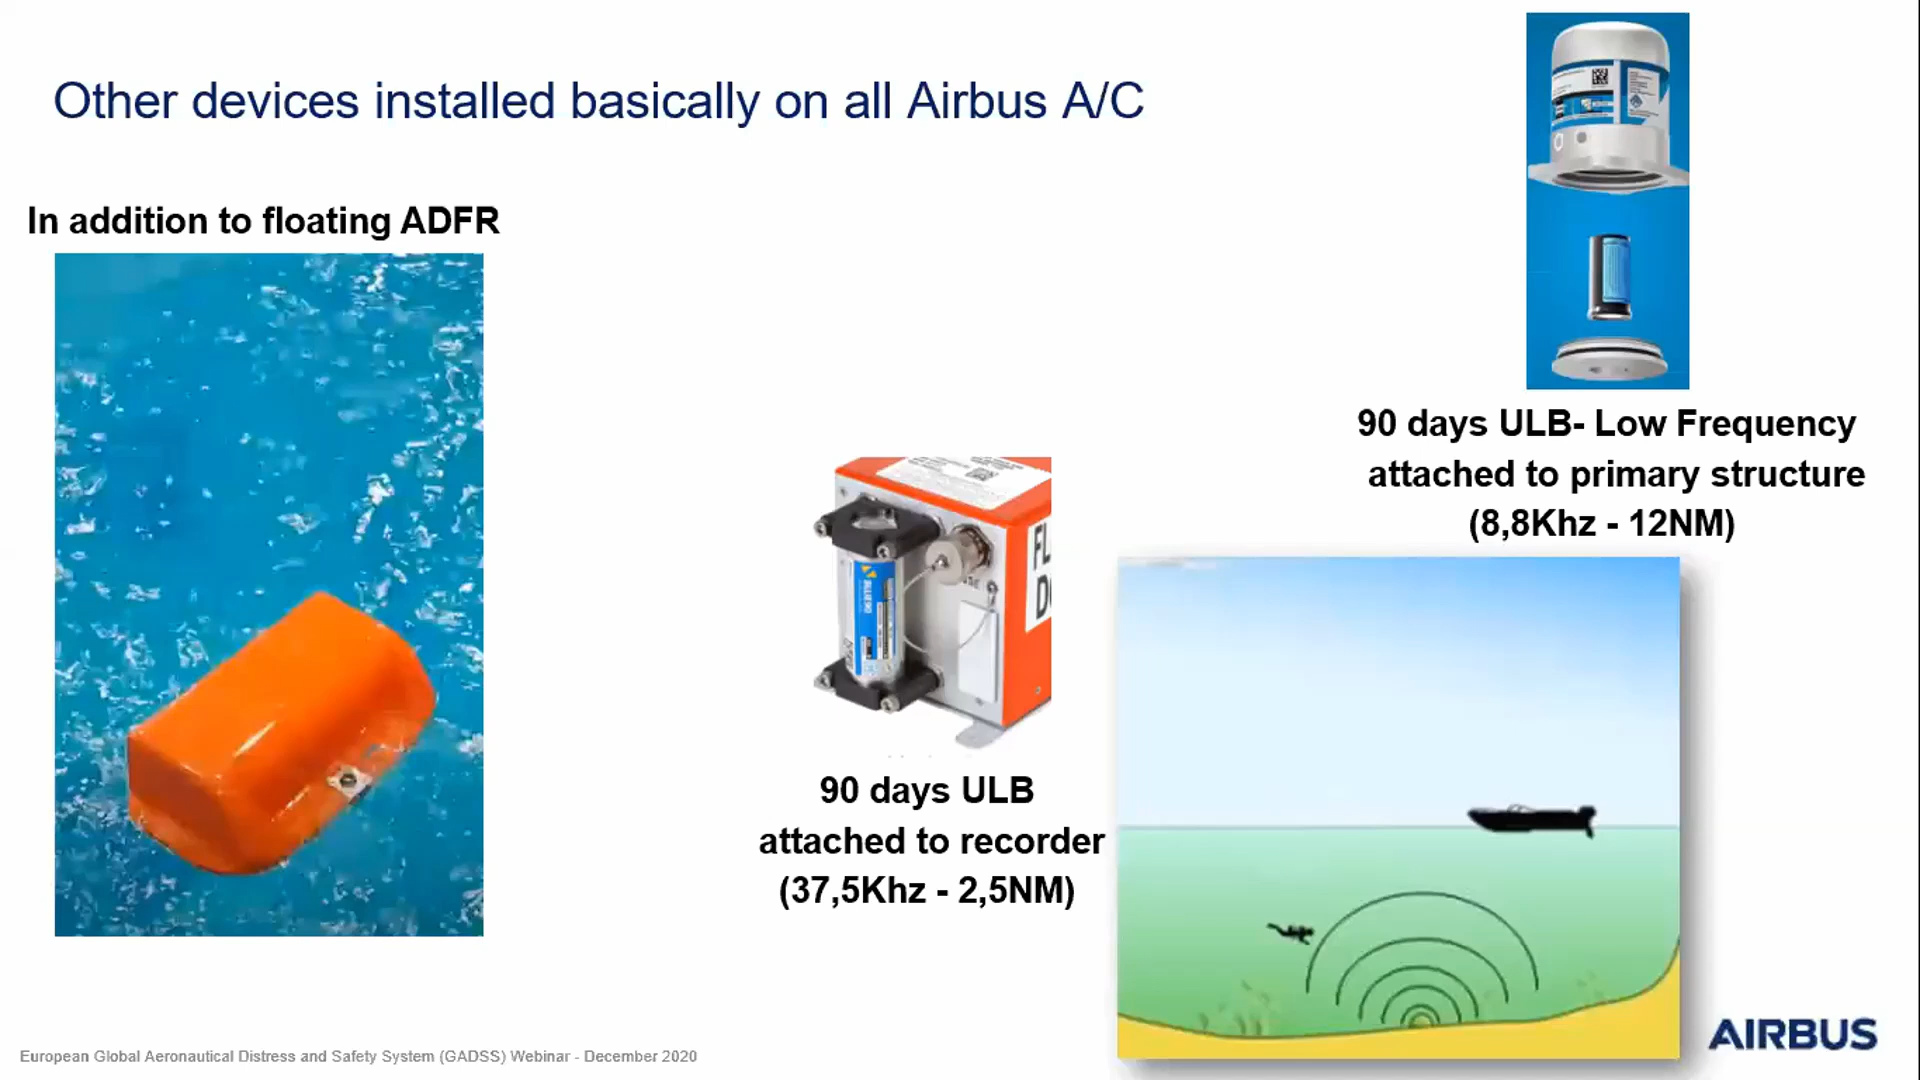 Other devices installed basically on all Airbus A/C
In addition to floating ADFR
90 days ULB- Low Frequency
attached to primary structure
(8,8Khz - 12NM)
FL
D
90 days ULB
attached to recorder
(37,5Khz - 2,5NM)
European Global Aeronautical Distress and Safety System (GADSS) Webinar - December 2020
AIRBUS